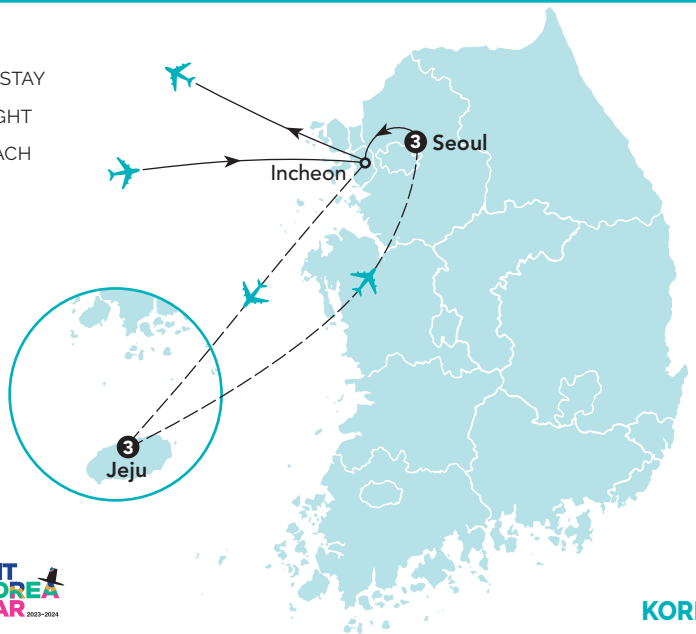 STAY
GHT
ACH
3 Seoul
Incheon
3
Jeju
IT
OREA
AR 2023-2024
KOR